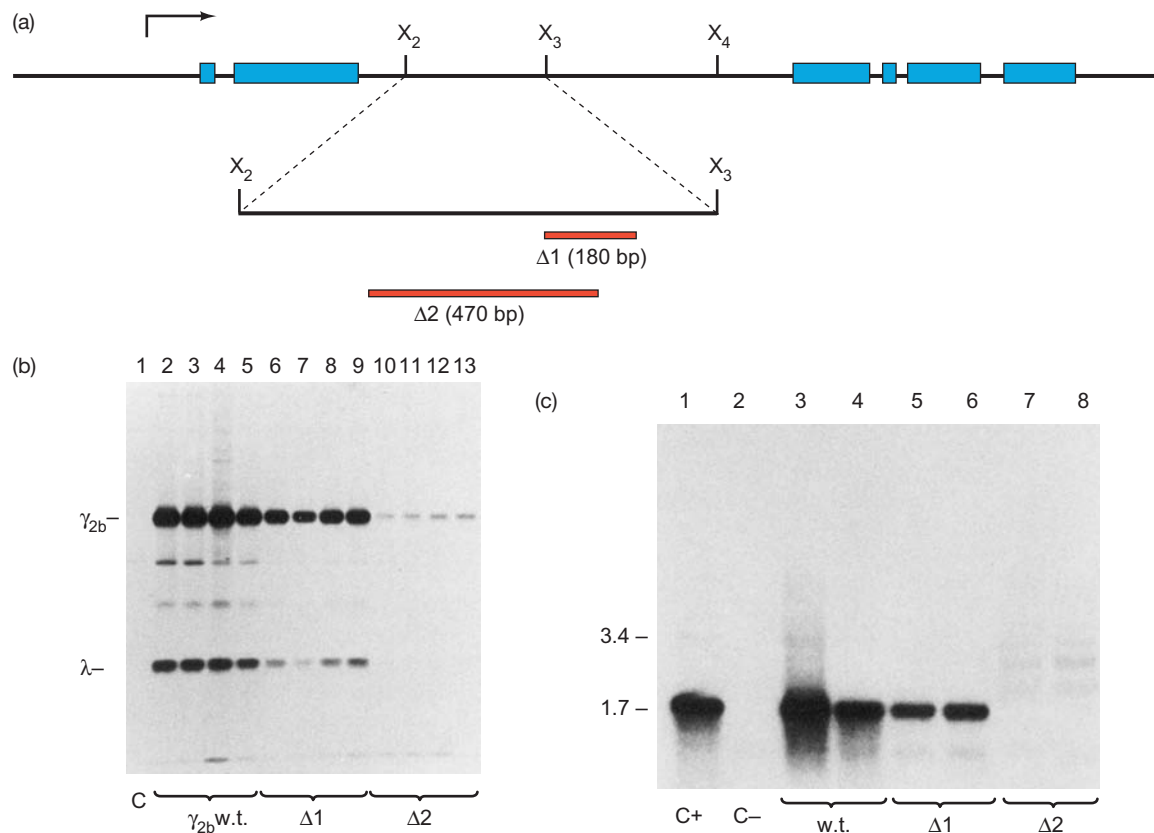 (a)
X₂ X₃ X₄
X₂ X₃
Δ1 (180 bp)
Δ2 (470 bp)
(b)
1 2 3 4 5 6 7 8 9 10 11 12 13
γ₂b–
λ–
C
γ₂bw.t. Δ1 Δ2
(c)
1 2 3 4 5 6 7 8
3.4 –
1.7 –
C+ C– w.t. Δ1 Δ2